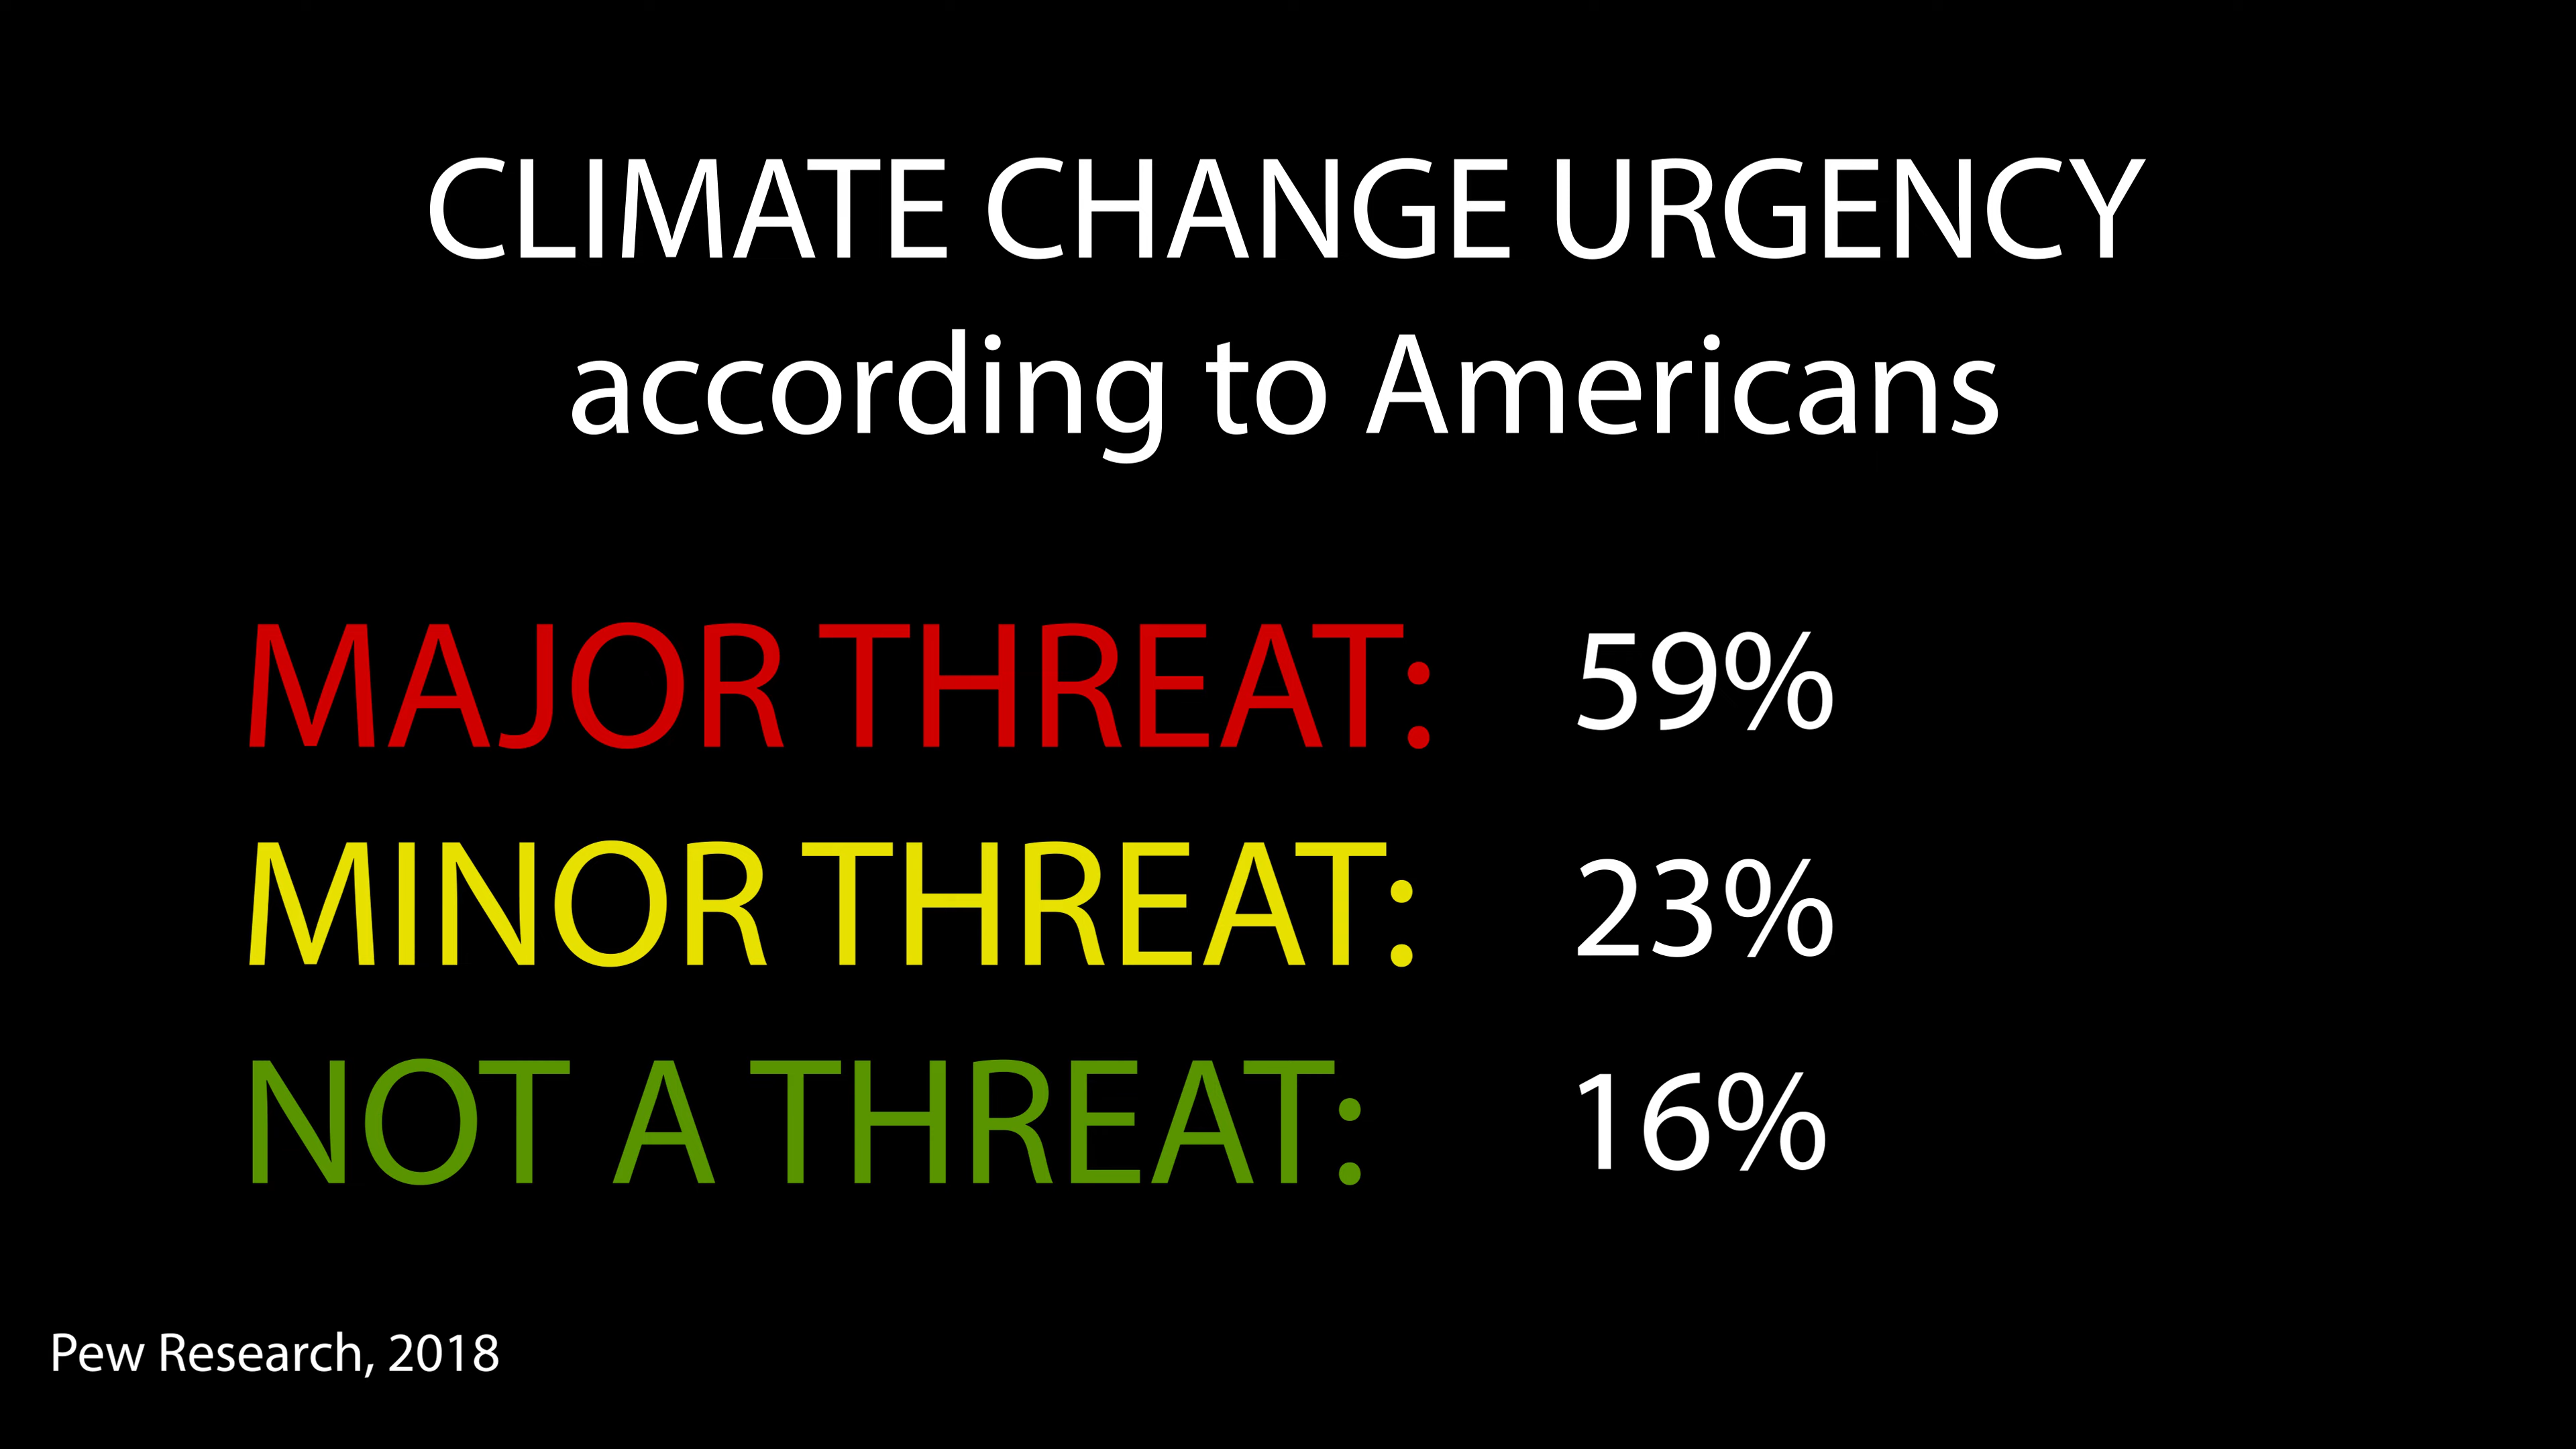 CLIMATE CHANGE URGENCY
according to Americans
MAJOR THREAT: 59%
MINOR THREAT: 23%
NOT A THREAT: 16%
Pew Research, 2018